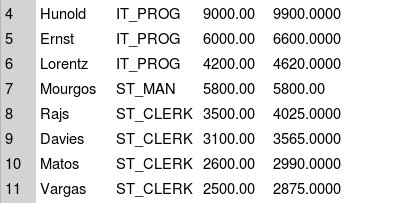 4 Hunold IT_PROG 9000.00 9900.0000
5 Ernst IT_PROG 6000.00 6600.0000
6 Lorentz IT_PROG 4200.00 4620.0000
7 Mourgos ST_MAN 5800.00 5800.00
8 Rajs ST_CLERK 3500.00 4025.0000
9 Davies ST_CLERK 3100.00 3565.0000
10 Matos ST_CLERK 2600.00 2990.0000
11 Vargas ST_CLERK 2500.00 2875.0000